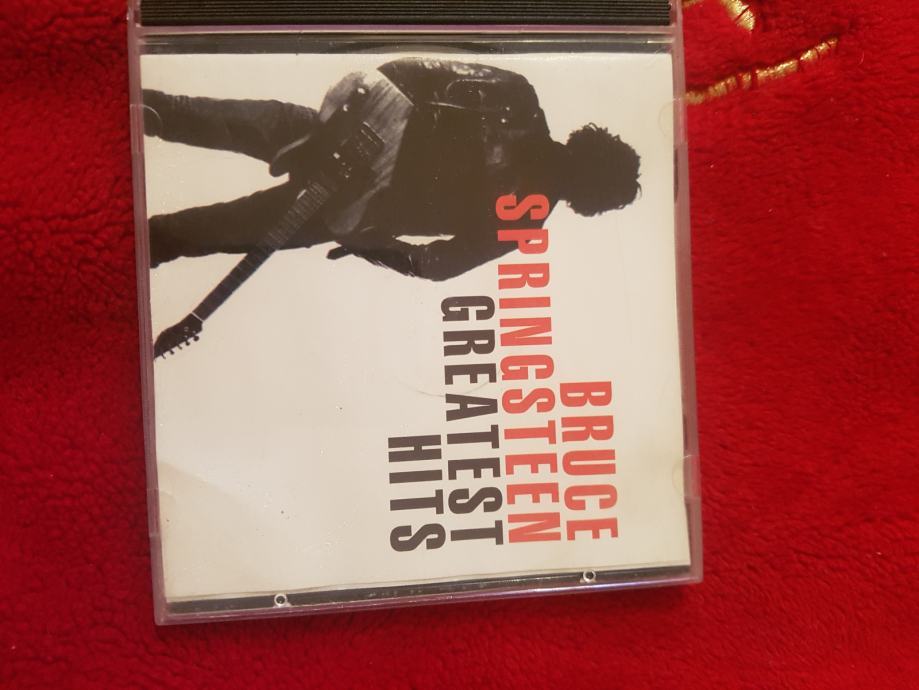 BRUCE
SPRINGSTEEN
GREATEST
HITS